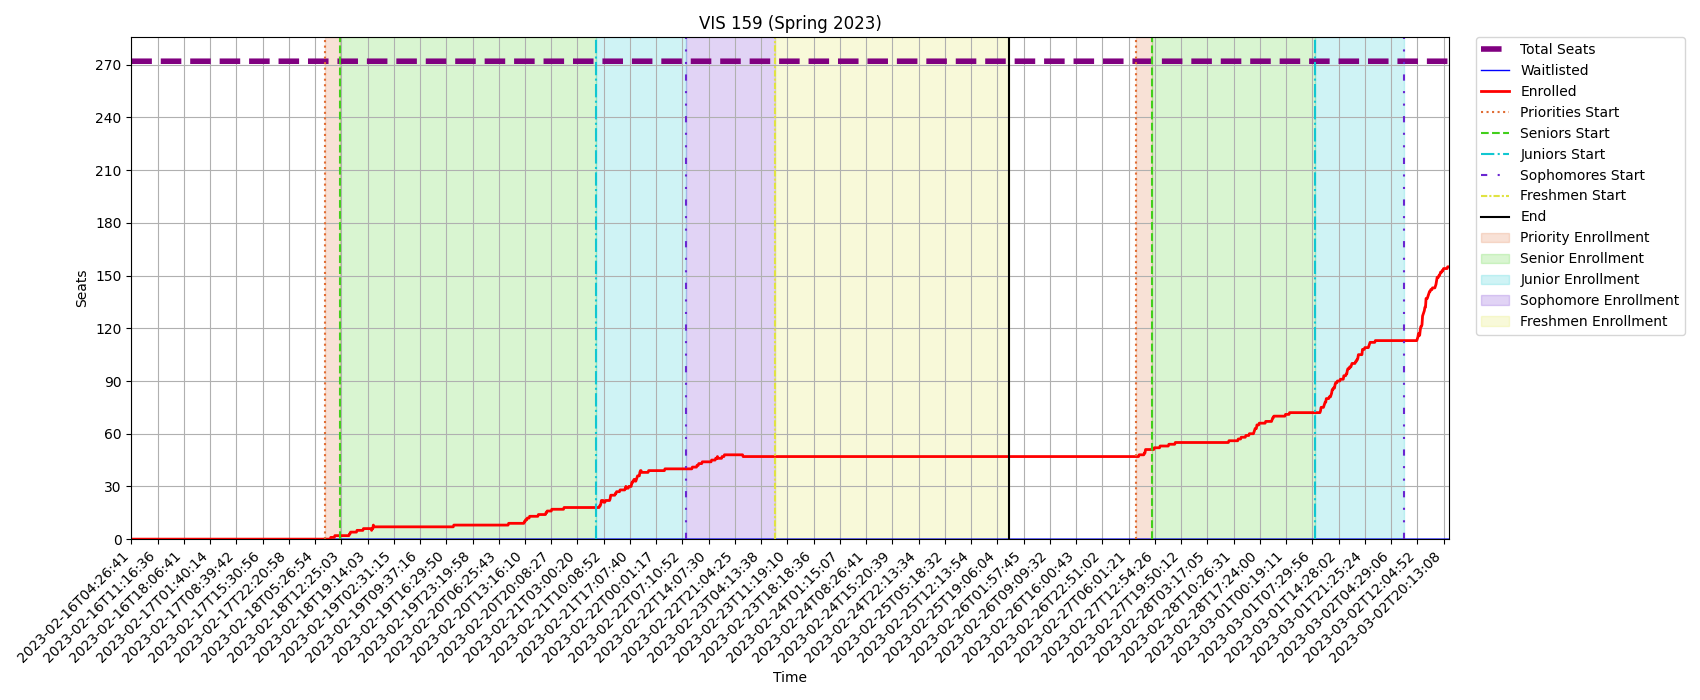 VIS 159 (Spring 2023)
Seats
270
240
210
180
150
120
90
60
30
0
2023-02-16T04:26:41
2023-02-16T11:16:36
2023-02-16T18:06:41
2023-02-17T01:40:14
2023-02-17T08:39:42
2023-02-17T15:30:56
2023-02-17T22:20:58
2023-02-18T05:26:54
2023-02-18T12:25:03
2023-02-18T19:14:03
2023-02-19T02:31:15
2023-02-19T09:37:16
2023-02-19T16:29:50
2023-02-19T23:19:58
2023-02-20T06:25:43
2023-02-20T13:16:10
2023-02-20T20:08:27
2023-02-21T03:00:20
2023-02-21T10:08:52
2023-02-21T17:07:40
2023-02-22T00:01:17
2023-02-22T07:10:52
2023-02-22T14:07:30
2023-02-22T21:04:25
2023-02-23T04:13:38
2023-02-23T11:19:10
2023-02-23T18:18:36
2023-02-24T01:15:07
2023-02-24T08:26:41
2023-02-24T15:20:39
2023-02-24T22:13:34
2023-02-25T05:18:32
2023-02-25T12:13:54
2023-02-25T19:06:04
2023-02-26T01:57:45
2023-02-26T09:09:32
2023-02-26T16:00:43
2023-02-26T22:51:02
2023-02-27T06:01:21
2023-02-27T12:54:26
2023-02-27T19:50:12
2023-02-28T03:17:05
2023-02-28T10:26:31
2023-02-28T17:24:00
2023-03-01T00:19:11
2023-03-01T07:29:56
2023-03-01T14:28:02
2023-03-01T21:25:24
2023-03-02T04:29:06
2023-03-02T12:04:52
2023-03-02T20:13:08
Time
Total Seats
Waitlisted
Enrolled
Priorities Start
Seniors Start
Juniors Start
Sophomores Start
Freshmen Start
End
Priority Enrollment
Senior Enrollment
Junior Enrollment
Sophomore Enrollment
Freshmen Enrollment